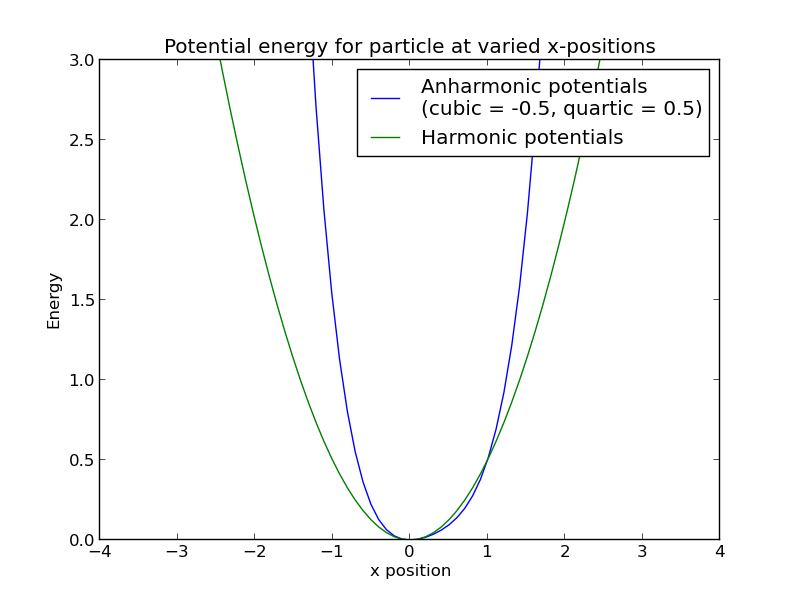 Potential energy for particle at varied x-positions
Anharmonic potentials
(cubic = -0.5, quartic = 0.5)
Harmonic potentials
3.0
2.5
2.0
1.5
1.0
0.5
0.0
Energy
−4
−3
−2
−1
0
1
2
3
4
x position